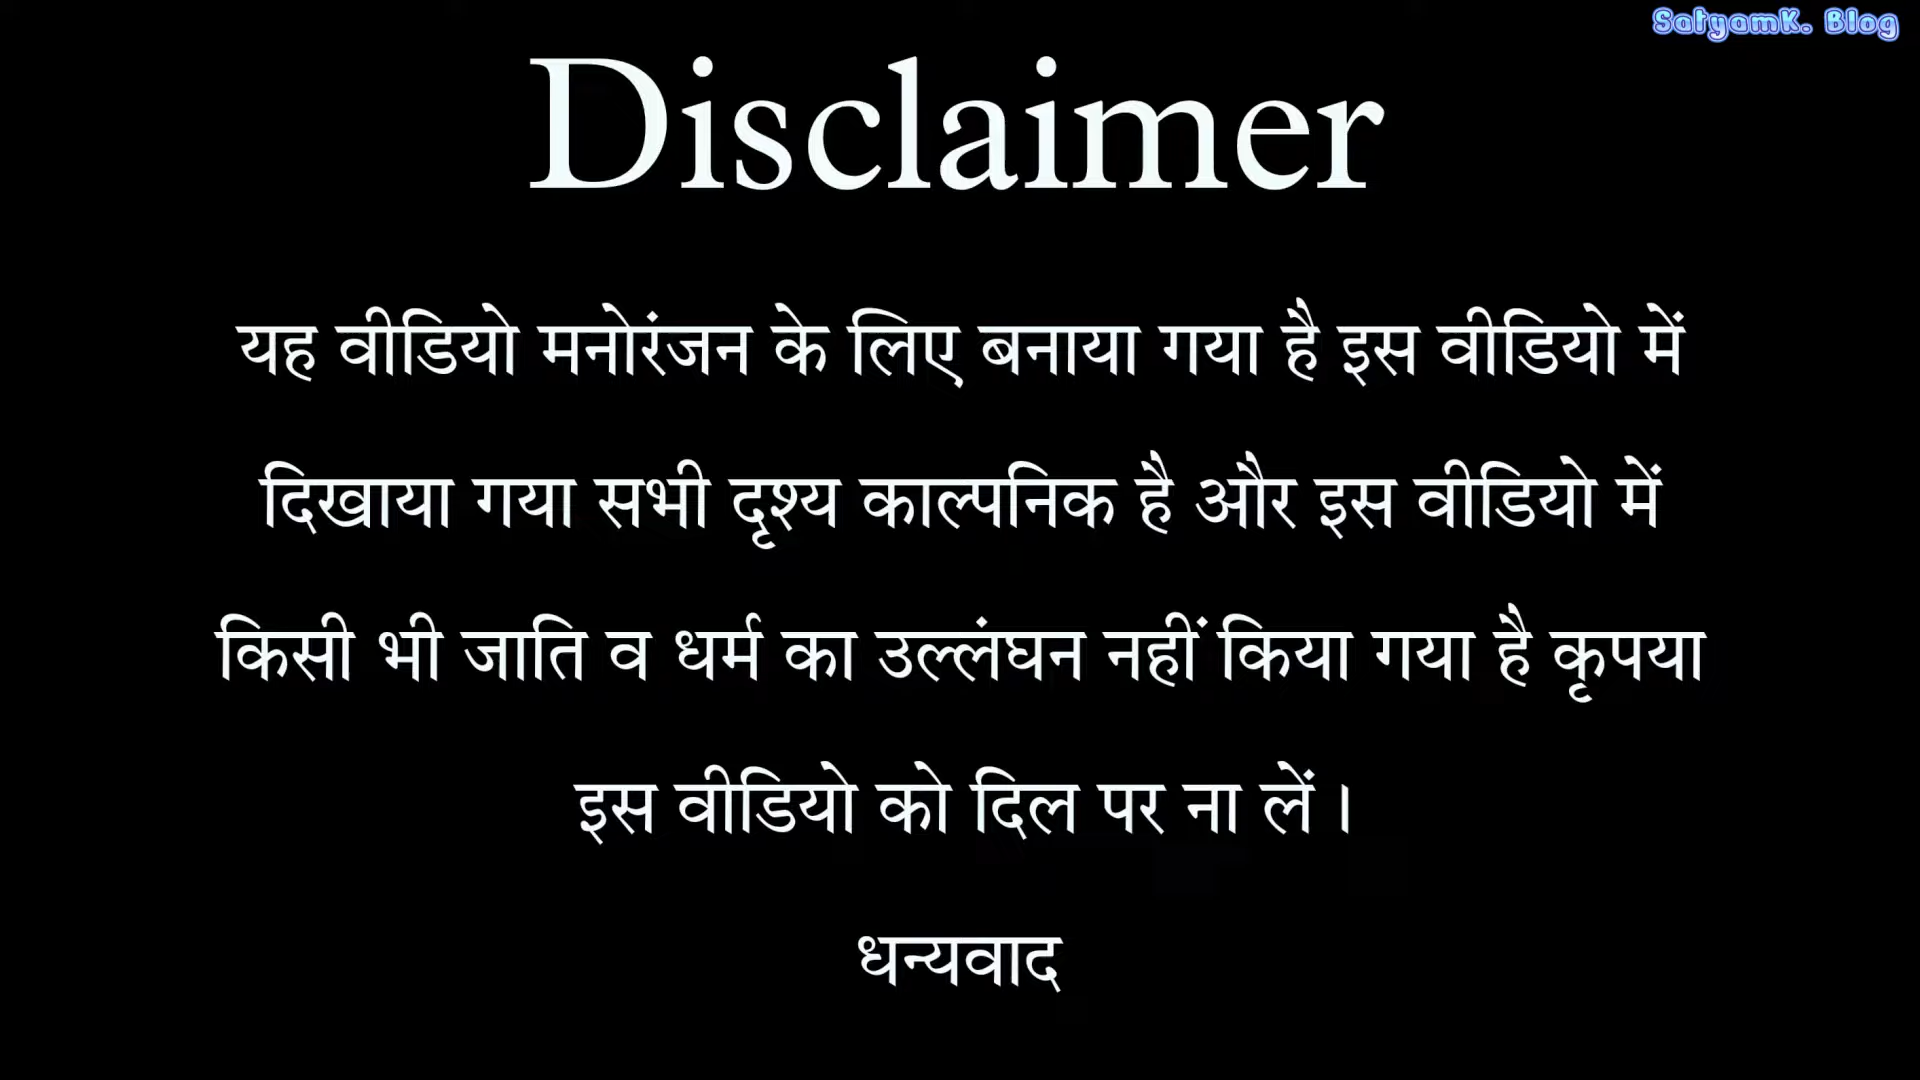 SatyamK. Blog
Disclaimer
यह वीडियो मनोरंजन के लिए बनाया गया है इस वीडियो में
दिखाया गया सभी दृश्य काल्पनिक है और इस वीडियो में
किसी भी जाति व धर्म का उल्लंघन नहीं किया गया है कृपया
इस वीडियो को दिल पर ना लें।
धन्यवाद